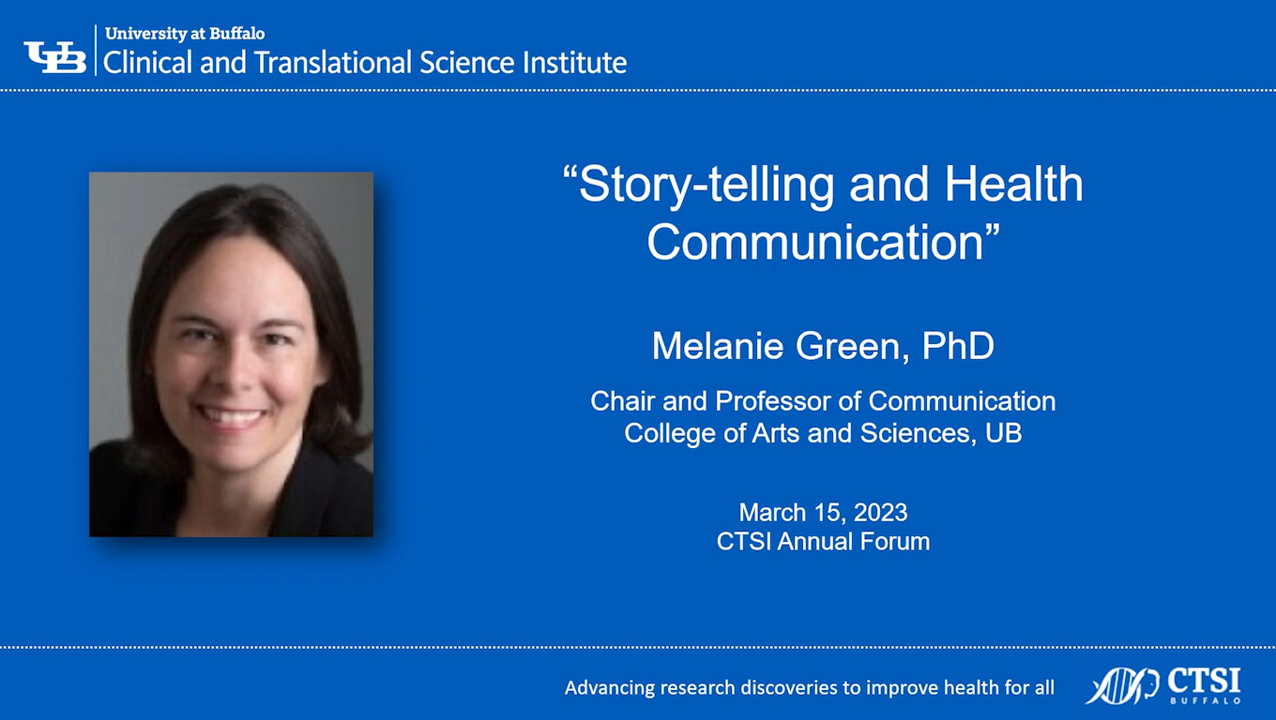 UB
University at Buffalo
Clinical and Translational Science Institute
“Story-telling and Health
Communication”
Melanie Green, PhD
Chair and Professor of Communication
College of Arts and Sciences, UB
March 15, 2023
CTSI Annual Forum
Advancing research discoveries to improve health for all
CTSI
BUFFALO